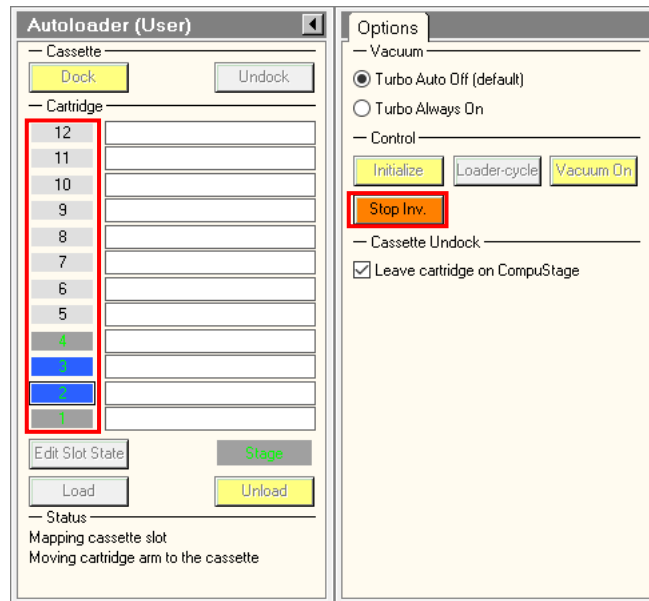 Autoloader (User)
Cassette
Dock
Undock
Cartridge
12
11
10
9
8
7
6
5
4
3
2
1
Edit Slot State
Stage
Load
Unload
Status
Mapping cassette slot
Moving cartridge arm to the cassette
Options
Vacuum
Turbo Auto Off (default)
Turbo Always On
Control
Initialize
Loader-cycle
Vacuum On
Stop Inv.
Cassette Undock
Leave cartridge on CompuStage